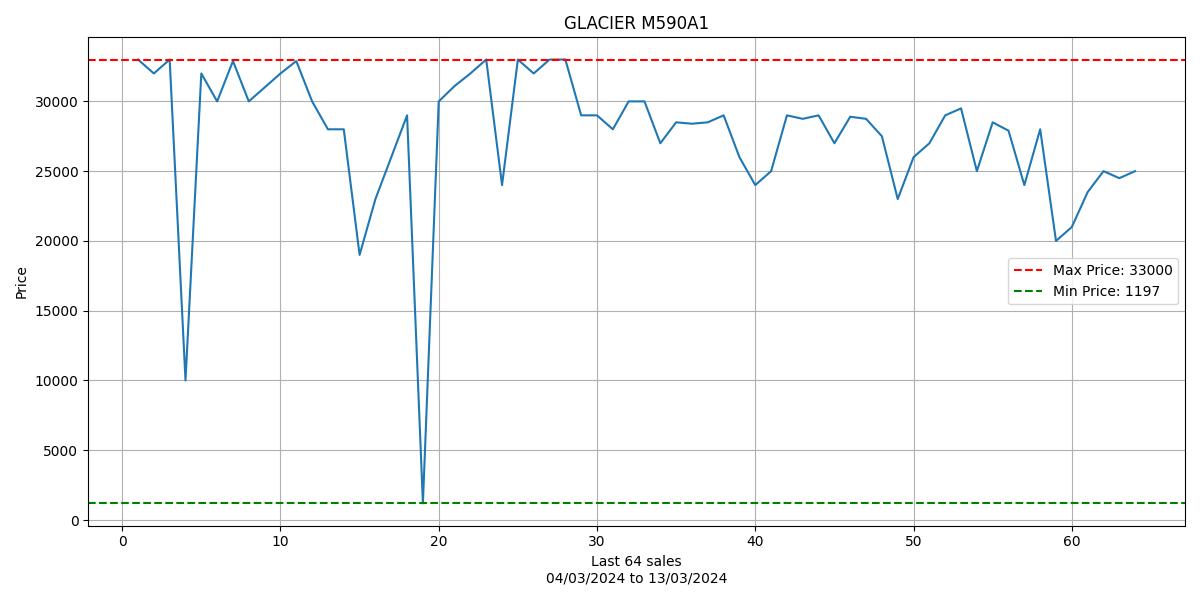 GLACIER M590A1
Price
30000
25000
20000
15000
10000
5000
0
Max Price: 33000
Min Price: 1197
0 10 20 30 40 50 60
Last 64 sales
04/03/2024 to 13/03/2024